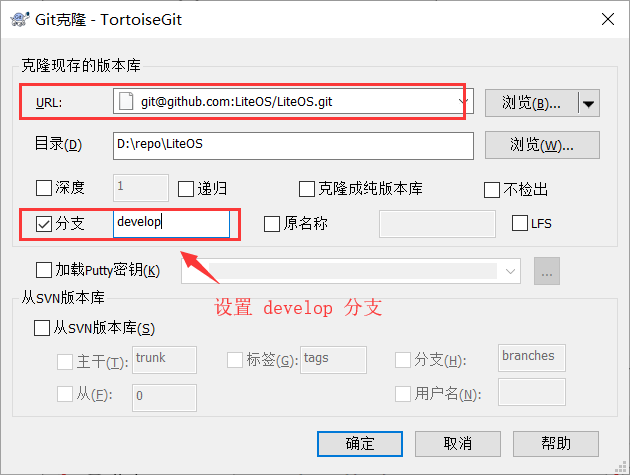 Git克隆 - TortoiseGit
克隆现存的版本库
URL: git@github.com:LiteOS/LiteOS.git 浏览(B)...
目录(D) D:\repo\LiteOS 浏览(W)...
深度 1 递归 克隆成纯版本库 不检出
分支 develop 原名称 LFS
加载Putty密钥(K) ...
设置 develop 分支
从SVN版本库
从SVN版本库(S)
主干(T): trunk 标签(G): tags 分支(H): branches
从(F): 0 用户名(N):
确定 取消 帮助